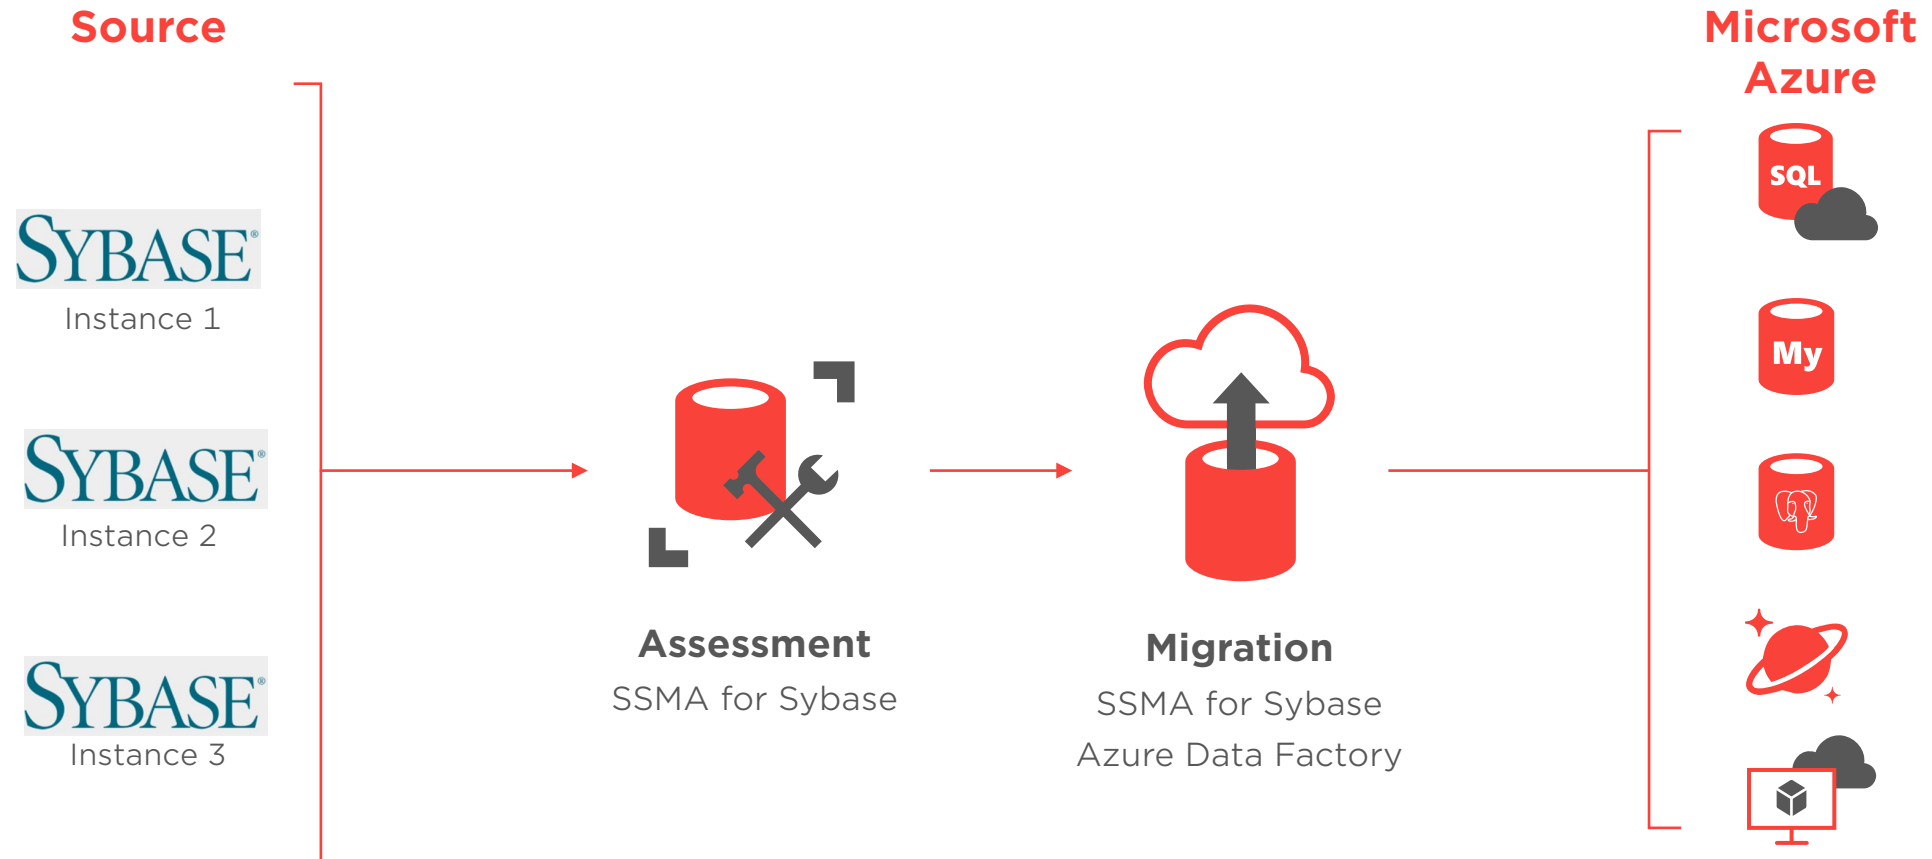 Source
Microsoft
Azure
SYBASE®
Instance 1
SYBASE®
Instance 2
SYBASE®
Instance 3
Assessment
SSMA for Sybase
Migration
SSMA for Sybase
Azure Data Factory
SQL
My